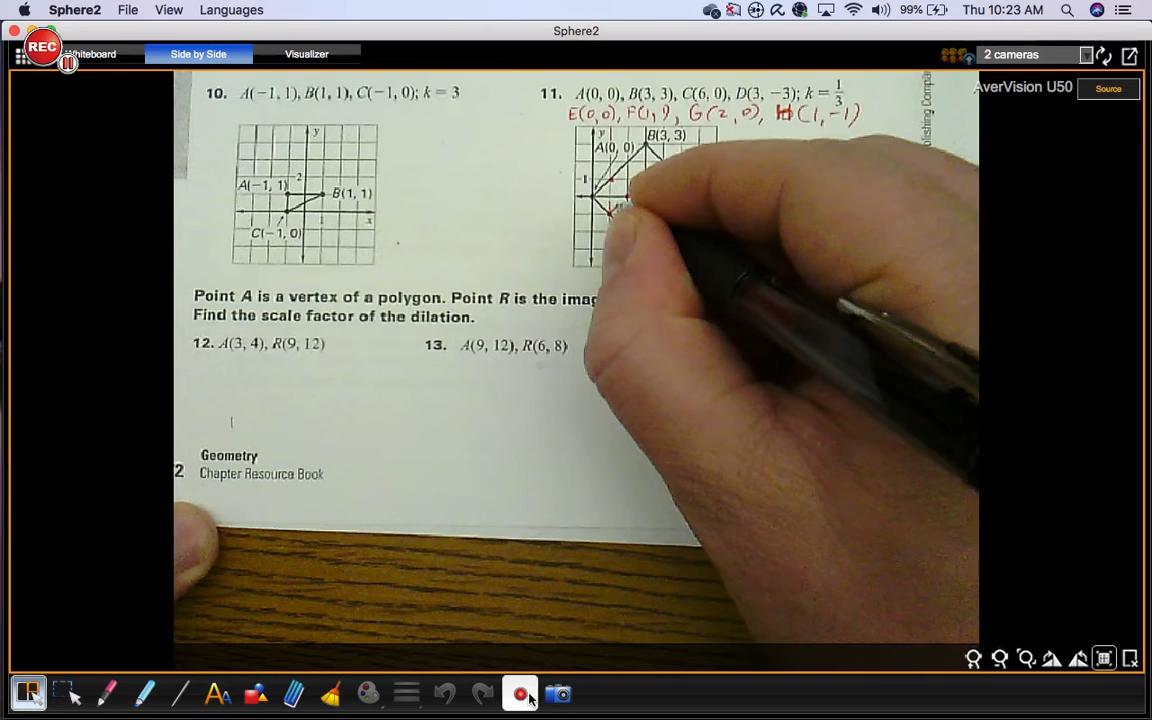 Sphere2 File View Languages 99% Thu 10:23 AM
Sphere2
REC
Whiteboard Side by Side Visualizer 2 cameras
AverVision U50 Source
10. A(−1, 1), B(1, 1), C(−1, 0); k = 3
11. A(0, 0), B(3, 3), C(6, 0), D(3, −3); k = 1/3
E(0,0), F(1,1), G(2,0), H(1,-1)
y
2
A(−1, 1)
B(1, 1)
1
x
C(−1, 0)
y
B(3, 3)
A(0, 0)
1
Point A is a vertex of a polygon. Point R is the
Find the scale factor of the dilation.
12. A(3, 4), R(9, 12)
13. A(9, 12), R(6, 8)
Geometry
2 Chapter Resource Book